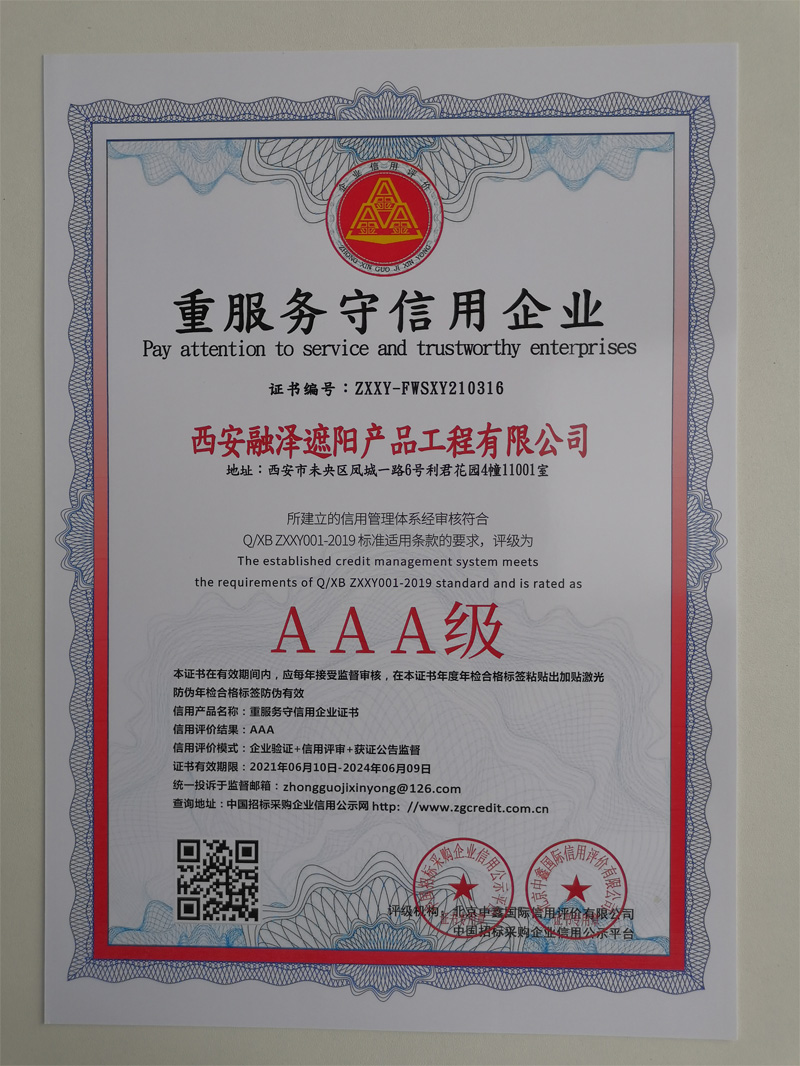 企业信用评价
ZHONG XIN GUO JI XIN YONG
重服务守信用企业
Pay attention to service and trustworthy enterprises
证书编号：ZXXY-FWSXY210316
西安融泽遮阳产品工程有限公司
地址：西安市未央区凤城一路6号利君花园4幢11001室
所建立的信用管理体系经审核符合
Q/XB ZXXY001-2019 标准适用条款的要求，评级为
The established credit management system meets
the requirements of Q/XB ZXXY001-2019 standard and is rated as
AAA级
本证书在有效期间内，应每年接受监督审核，在本证书年度年检合格标签粘贴出加贴激光
防伪年检合格标签防伪有效
信用产品名称：重服务守信用企业证书
信用评价结果：AAA
信用评价模式：企业验证+信用评审+获证公告监督
证书有效期限：2021年06月10日-2024年06月09日
统一投诉于监督邮箱：zhongguojixinyong@126.com
查询地址：中国招标采购企业信用公示网 http: //www.zgcredit.com.cn
评级机构：北京中鑫国际信用评价有限公司
中国招标采购企业信用公示平台